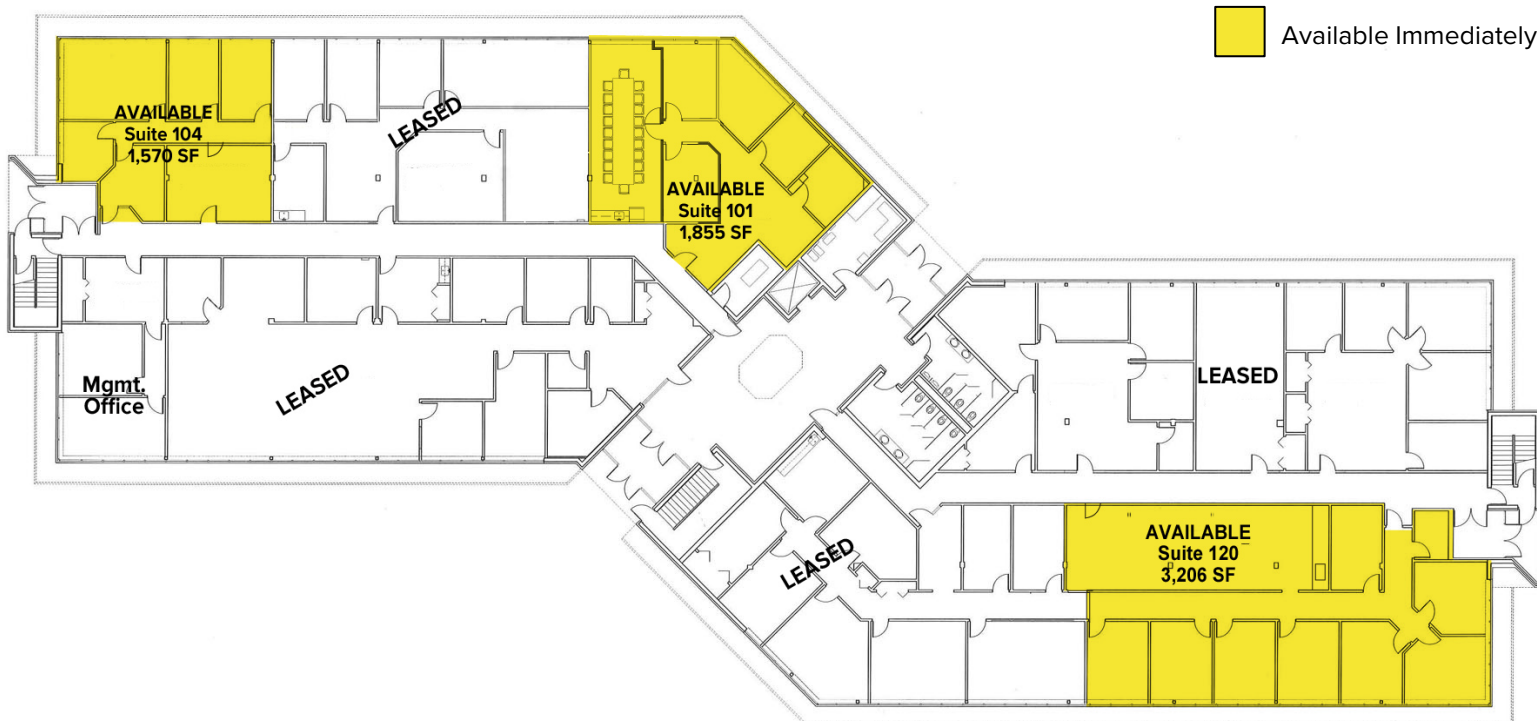 Available Immediately
AVAILABLE
Suite 104
1,570 SF
LEASED
AVAILABLE
Suite 101
1,855 SF
Mgmt.
Office
LEASED
LEASED
LEASED
AVAILABLE
Suite 120
3,206 SF